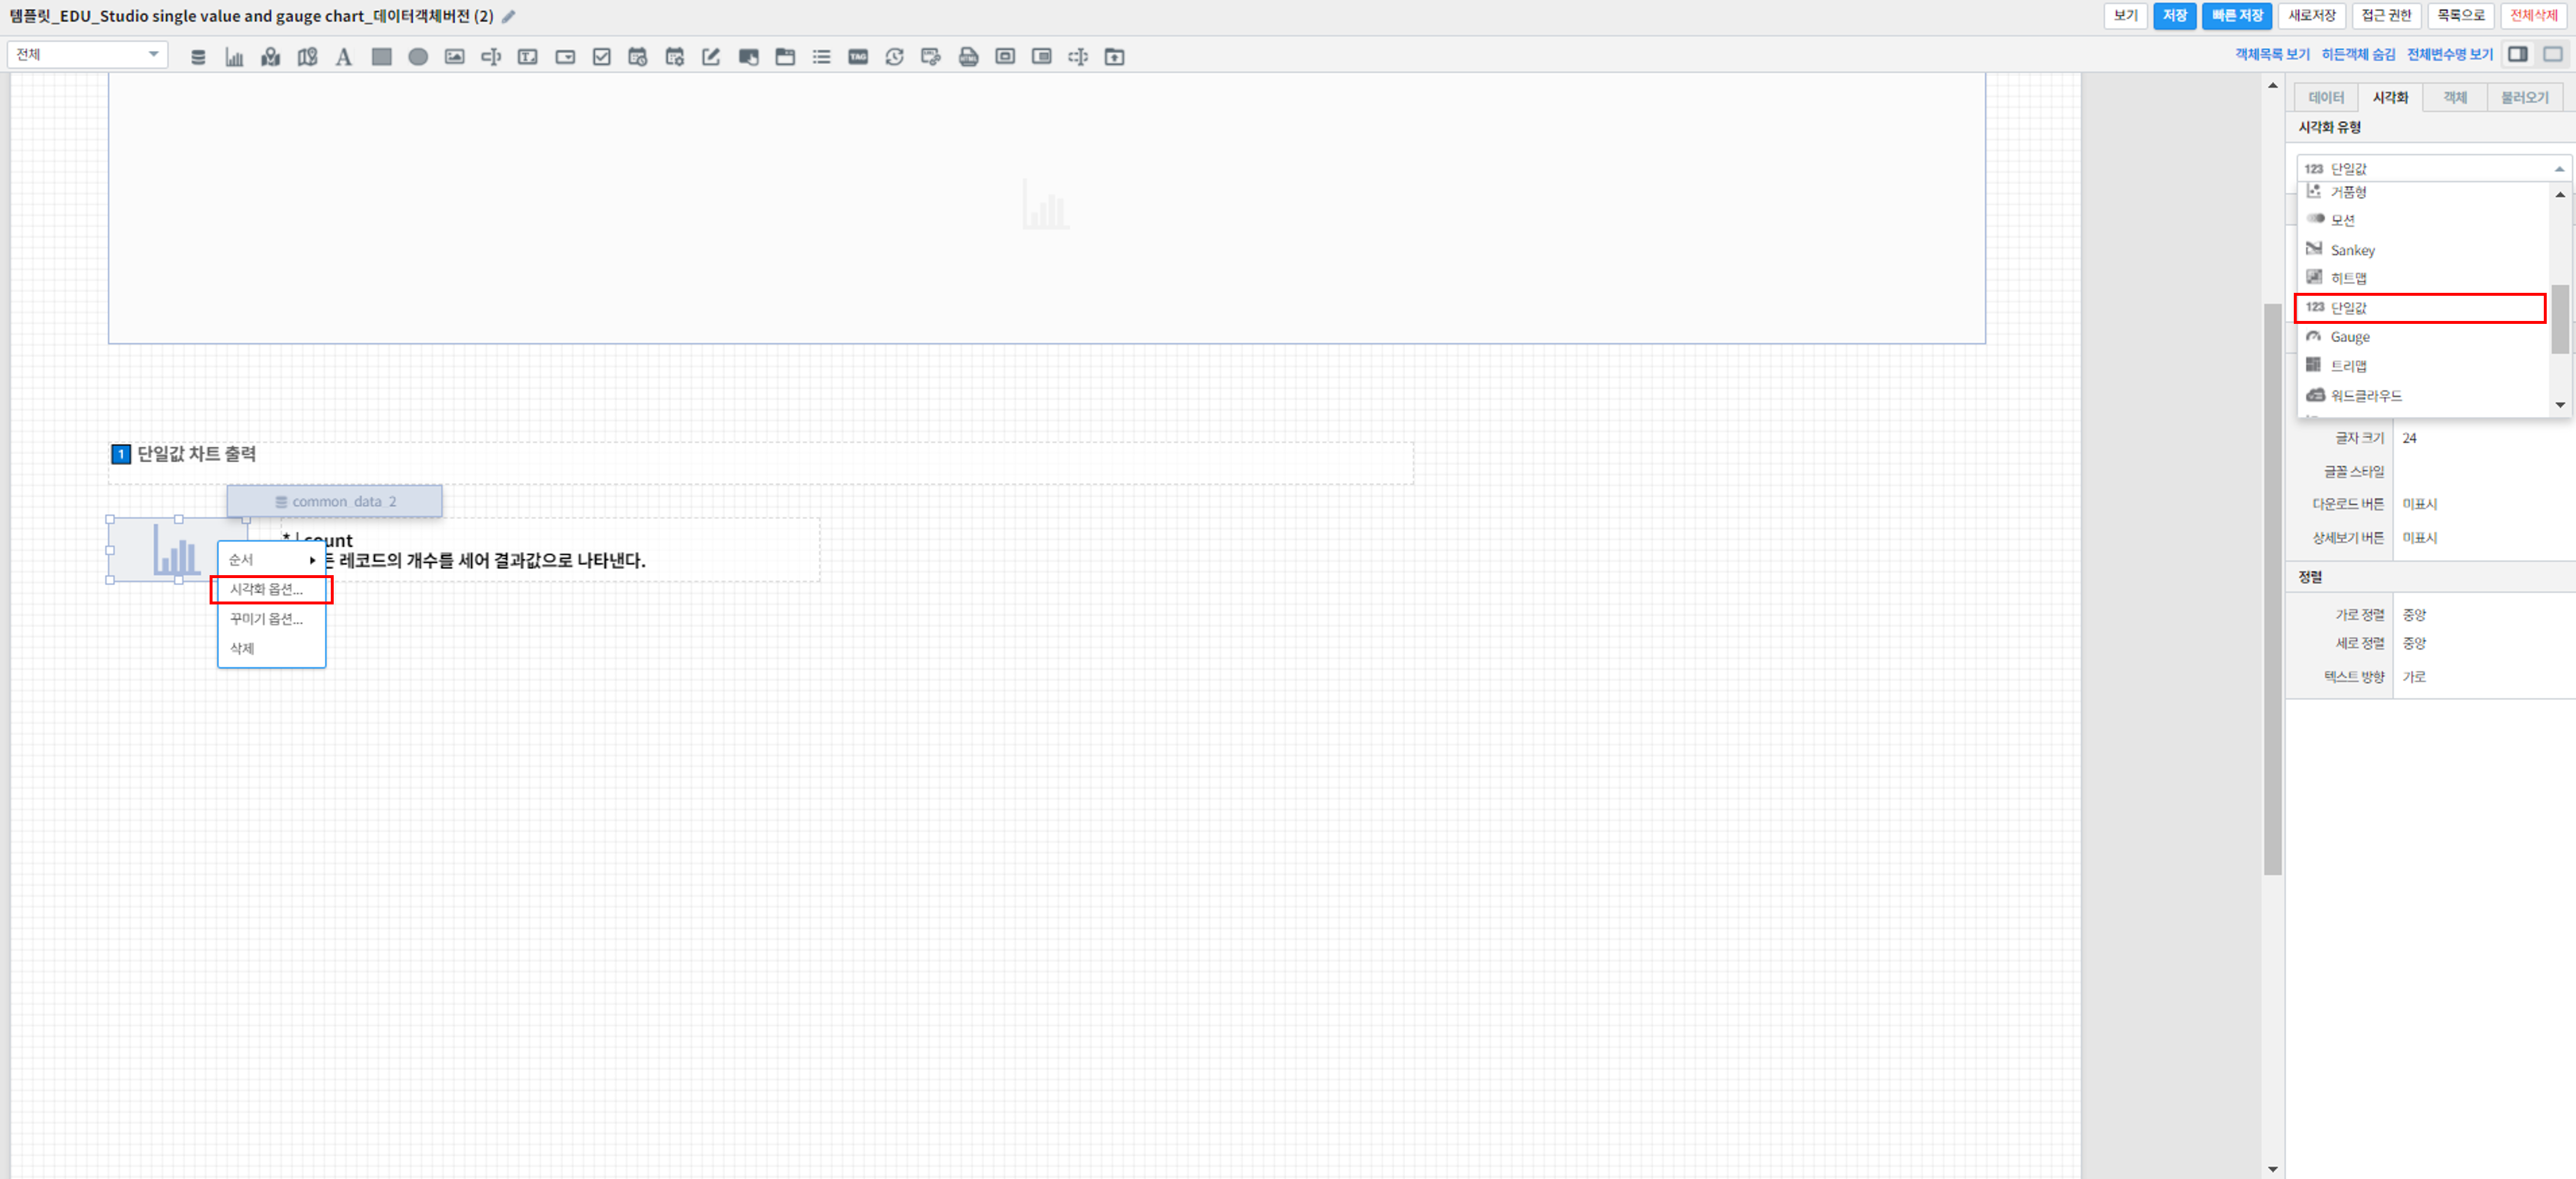 템플릿_EDU_Studio single value and gauge chart_데이터객체버전 (2)
보기 저장 빠른 저장 새로저장 접근 권한 목록으로 전체삭제
전체
객체목록 보기 히든객체 숨김 전체변수명 보기
데이터 시각화 객체 불러오기
시각화 유형
123 단일값
거품형
모션
Sankey
히트맵
123 단일값
Gauge
트리맵
워드클라우드
글자 크기 24
글꼴 스타일
다운로드 버튼 미표시
상세보기 버튼 미표시
정렬
가로 정렬 중앙
세로 정렬 중앙
텍스트 방향 가로
1 단일값 차트 출력
common_data_2
* | count
든 레코드의 개수를 세어 결과값으로 나타낸다.
순서
시각화 옵션...
꾸미기 옵션...
삭제
T
TAG